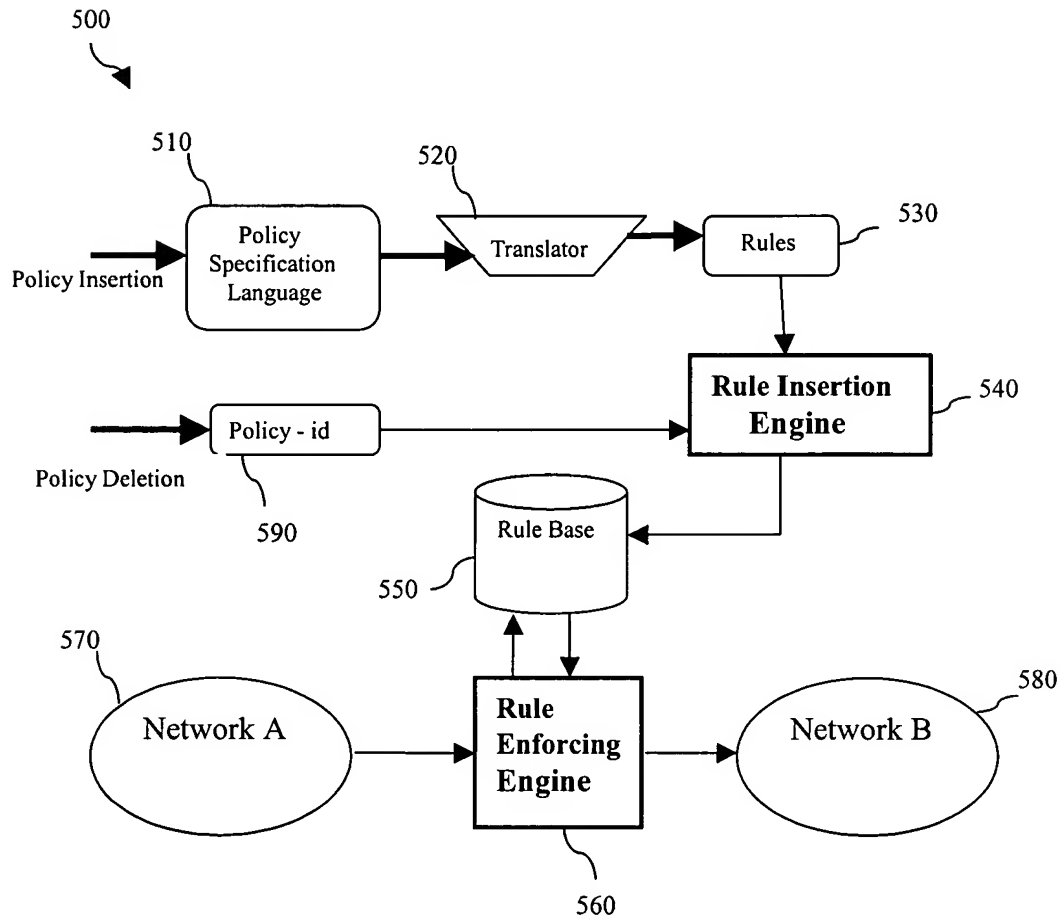 500
510
520
530
Policy
Specification
Language
Translator
Rules
Policy Insertion
Rule Insertion
Engine
540
Policy - id
Policy Deletion
590
Rule Base
550
570
580
Network A
Rule
Enforcing
Engine
Network B
560